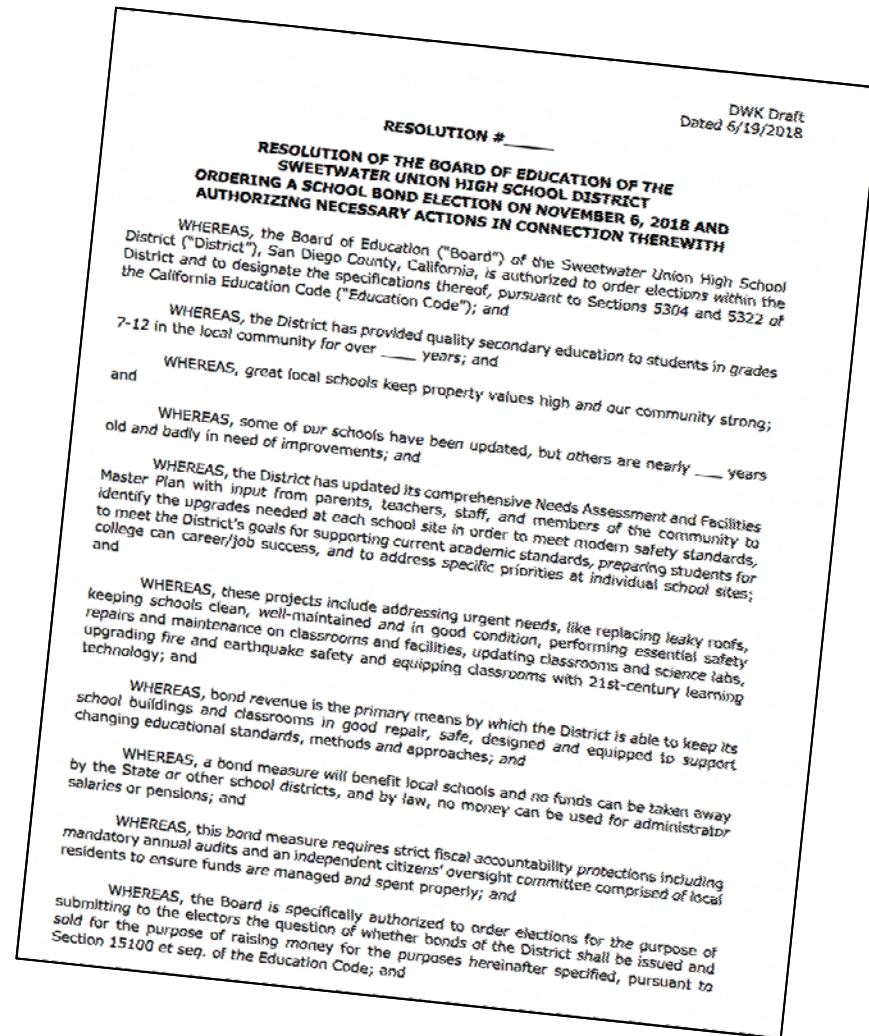 DWK Draft
Dated 6/19/2018
RESOLUTION #_____
RESOLUTION OF THE BOARD OF EDUCATION OF THE
SWEETWATER UNION HIGH SCHOOL DISTRICT
ORDERING A SCHOOL BOND ELECTION ON NOVEMBER 6, 2018 AND
AUTHORIZING NECESSARY ACTIONS IN CONNECTION THEREWITH
WHEREAS, the Board of Education ("Board") of the Sweetwater Union High School
District ("District"), San Diego County, California, is authorized to order elections within the
District and to designate the specifications thereof, pursuant to Sections 5304 and 5322 of
the California Education Code ("Education Code"); and
WHEREAS, the District has provided quality secondary education to students in grades
7-12 in the local community for over ____ years; and
WHEREAS, great local schools keep property values high and our community strong;
and
WHEREAS, some of our schools have been updated, but others are nearly ___ years
old and badly in need of improvements; and
WHEREAS, the District has updated its comprehensive Needs Assessment and Facilities
Master Plan with input from parents, teachers, staff, and members of the community to
identify the upgrades needed at each school site in order to meet modern safety standards,
to meet the District's goals for supporting current academic standards, preparing students for
college can career/job success, and to address specific priorities at individual school sites;
and
WHEREAS, these projects include addressing urgent needs, like replacing leaky roofs,
keeping schools clean, well-maintained and in good condition, performing essential safety
repairs and maintenance on classrooms and facilities, updating classrooms and science labs,
upgrading fire and earthquake safety and equipping classrooms with 21st-century learning
technology; and
WHEREAS, bond revenue is the primary means by which the District is able to keep its
school buildings and classrooms in good repair, safe, designed and equipped to support
changing educational standards, methods and approaches; and
WHEREAS, a bond measure will benefit local schools and no funds can be taken away
by the State or other school districts, and by law, no money can be used for administrator
salaries or pensions; and
WHEREAS, this bond measure requires strict fiscal accountability protections including
mandatory annual audits and an independent citizens' oversight committee comprised of local
residents to ensure funds are managed and spent properly; and
WHEREAS, the Board is specifically authorized to order elections for the purpose of
submitting to the electors the question of whether bonds of the District shall be issued and
sold for the purpose of raising money for the purposes hereinafter specified, pursuant to
Section 15100 et seq. of the Education Code; and